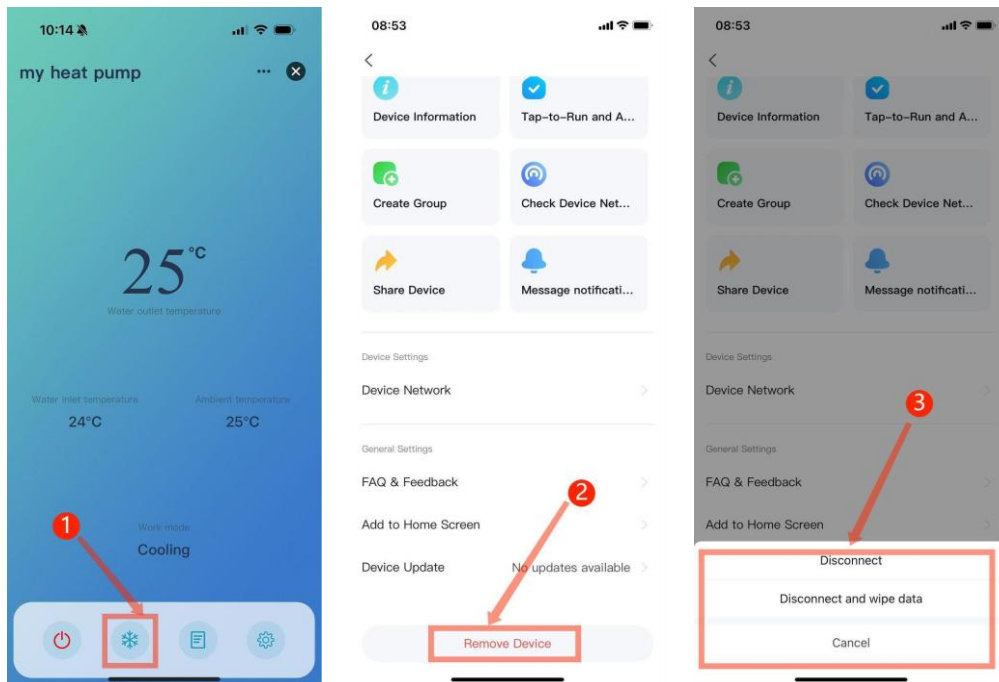 10:14
my heat pump
25°C
Water outlet temperature
Water inlet temperature
Ambient temperature
24°C
25°C
1
Work mode
Cooling
08:53
Device Information
Tap-to-Run and A...
Create Group
Check Device Net...
Share Device
Message notificati...
Device Settings
Device Network
General Settings
FAQ & Feedback
2
Add to Home Screen
Device Update
No updates available
Remove Device
08:53
Device Information
Tap-to-Run and A...
Create Group
Check Device Net...
Share Device
Message notificati...
Device Settings
Device Network
3
General Settings
FAQ & Feedback
Add to Home Screen
Disconnect
Disconnect and wipe data
Cancel